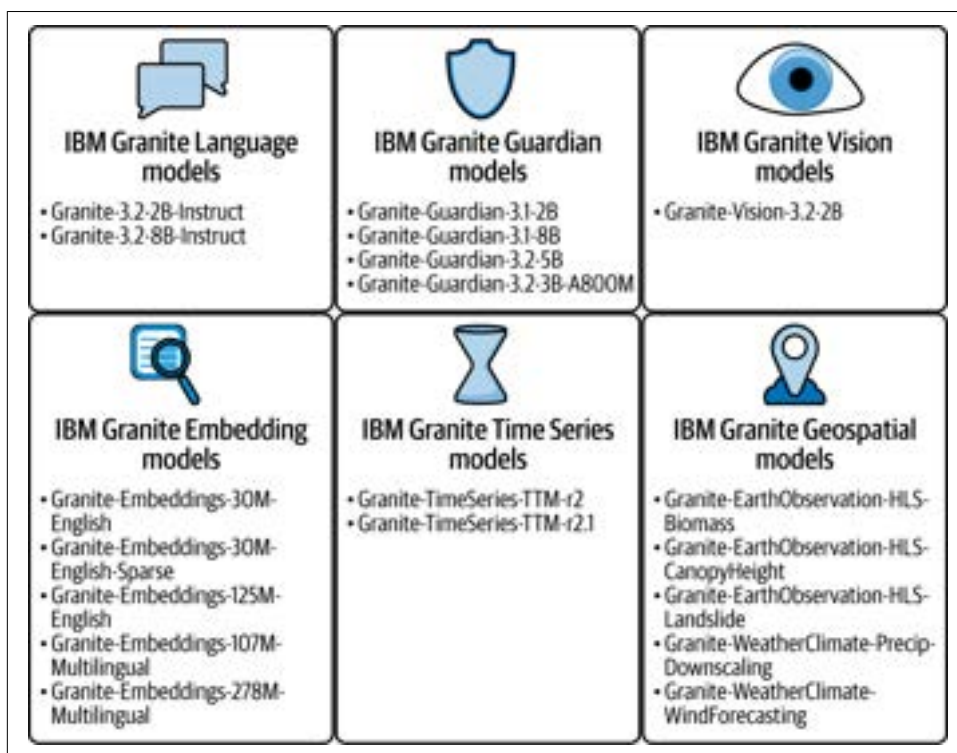 IBM Granite Language
models
• Granite-3.2-2B-Instruct
• Granite-3.2-8B-Instruct
IBM Granite Guardian
models
• Granite-Guardian-3.1-2B
• Granite-Guardian-3.1-8B
• Granite-Guardian-3.2-5B
• Granite-Guardian-3.2-3B-A800M
IBM Granite Vision
models
• Granite-Vision-3.2-2B
IBM Granite Embedding
models
• Granite-Embeddings-30M-
English
• Granite-Embeddings-30M-
English-Sparse
• Granite-Embeddings-125M-
English
• Granite-Embeddings-107M-
Multilingual
• Granite-Embeddings-278M-
Multilingual
IBM Granite Time Series
models
• Granite-TimeSeries-TTM-r2
• Granite-TimeSeries-TTM-r2.1
IBM Granite Geospatial
models
• Granite-EarthObservation-HLS-
Biomass
• Granite-EarthObservation-HLS-
CanopyHeight
• Granite-EarthObservation-HLS-
Landslide
• Granite-WeatherClimate-Precip-
Downscaling
• Granite-WeatherClimate-
WindForecasting